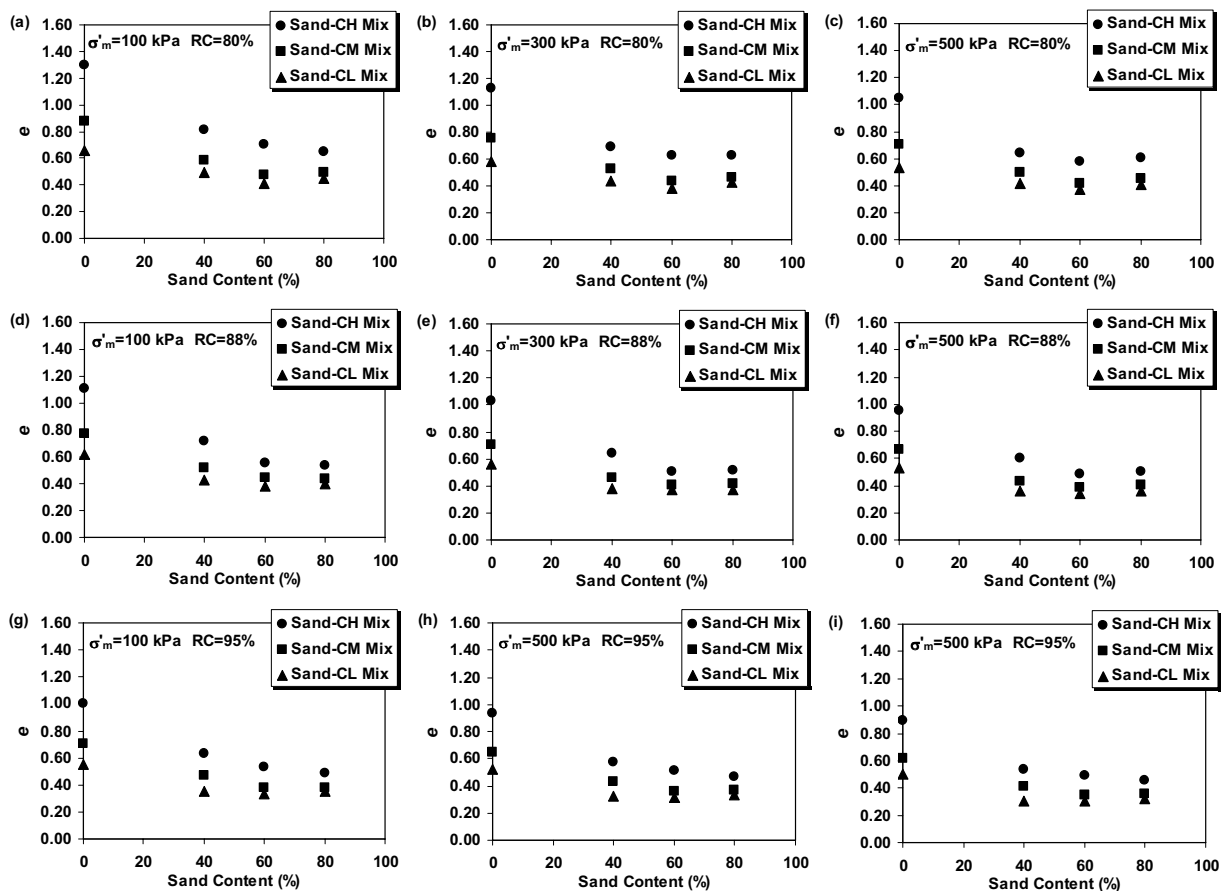 (a)
σ'm=100 kPa RC=80%
Sand-CH Mix
Sand-CM Mix
Sand-CL Mix
1.60
1.40
1.20
1.00
0.80
0.60
0.40
0.20
0.00
e
0 20 40 60 80 100
Sand Content (%)
(b)
σ'm=300 kPa RC=80%
Sand-CH Mix
Sand-CM Mix
Sand-CL Mix
1.60
1.40
1.20
1.00
0.80
0.60
0.40
0.20
0.00
e
0 20 40 60 80 100
Sand Content (%)
(c)
σ'm=500 kPa RC=80%
Sand-CH Mix
Sand-CM Mix
Sand-CL Mix
1.60
1.40
1.20
1.00
0.80
0.60
0.40
0.20
0.00
e
0 20 40 60 80 100
Sand Content (%)
(d)
σ'm=100 kPa RC=88%
Sand-CH Mix
Sand-CM Mix
Sand-CL Mix
1.60
1.40
1.20
1.00
0.80
0.60
0.40
0.20
0.00
e
0 20 40 60 80 100
Sand Content (%)
(e)
σ'm=300 kPa RC=88%
Sand-CH Mix
Sand-CM Mix
Sand-CL Mix
1.60
1.40
1.20
1.00
0.80
0.60
0.40
0.20
0.00
e
0 20 40 60 80 100
Sand Content (%)
(f)
σ'm=500 kPa RC=88%
Sand-CH Mix
Sand-CM Mix
Sand-CL Mix
1.60
1.40
1.20
1.00
0.80
0.60
0.40
0.20
0.00
e
0 20 40 60 80 100
Sand Content (%)
(g)
σ'm=100 kPa RC=95%
Sand-CH Mix
Sand-CM Mix
Sand-CL Mix
1.60
1.40
1.20
1.00
0.80
0.60
0.40
0.20
0.00
e
0 20 40 60 80 100
Sand Content (%)
(h)
σ'm=500 kPa RC=95%
Sand-CH Mix
Sand-CM Mix
Sand-CL Mix
1.60
1.40
1.20
1.00
0.80
0.60
0.40
0.20
0.00
e
0 20 40 60 80 100
Sand Content (%)
(i)
σ'm=500 kPa RC=95%
Sand-CH Mix
Sand-CM Mix
Sand-CL Mix
1.60
1.40
1.20
1.00
0.80
0.60
0.40
0.20
0.00
e
0 20 40 60 80 100
Sand Content (%)